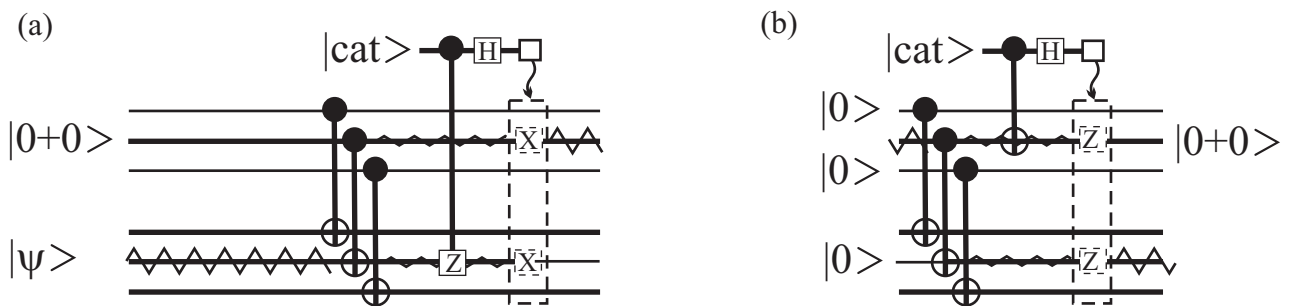 (a)
|cat> H
|0+0>
X
|ψ>
Z X
(b)
|cat> H
|0>
Z |0+0>
|0>
|0> Z